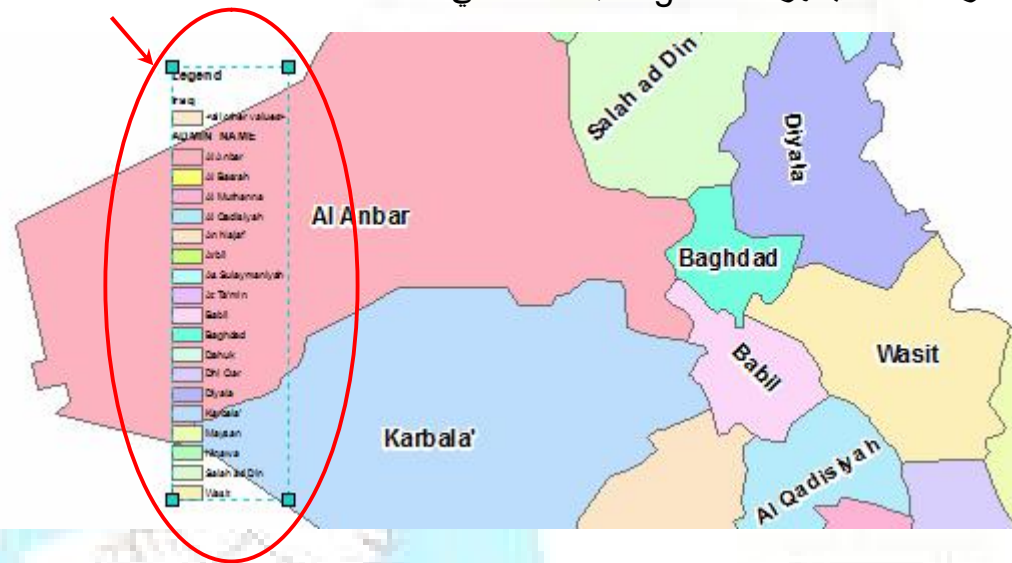 Legend
Iraq
<all other values>
ADMIN_NAME
Al Anbar
Al Basrah
Al Muthanna
Al Qadisiyah
An Najaf
Arbil
As Sulaymaniyah
At Ta'mim
Babil
Baghdad
Dahuk
Dhi Qar
Diyala
Karbala'
Maysan
Ninawa
Salah ad Din
Wasit
Salah ad Din
Diyala
Al Anbar
Baghdad
Babil
Wasit
Karbala'
Al Qadisiyah